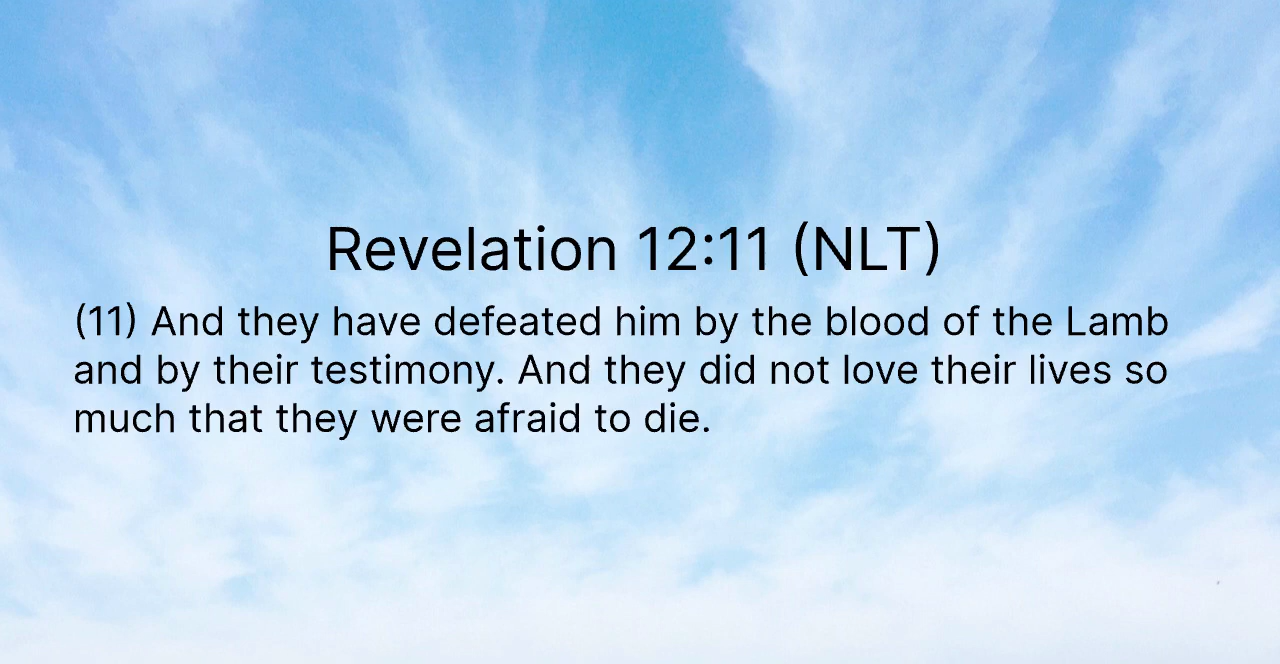 Revelation 12:11 (NLT)
(11) And they have defeated him by the blood of the Lamb
and by their testimony. And they did not love their lives so
much that they were afraid to die.